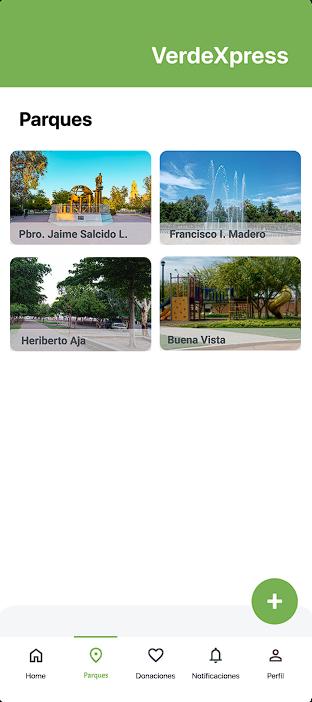 VerdeXpress
Parques
Pbro. Jaime Salcido L.
Francisco I. Madero
Heriberto Aja
Buena Vista
Home
Parques
Donaciones
Notificaciones
Perfil